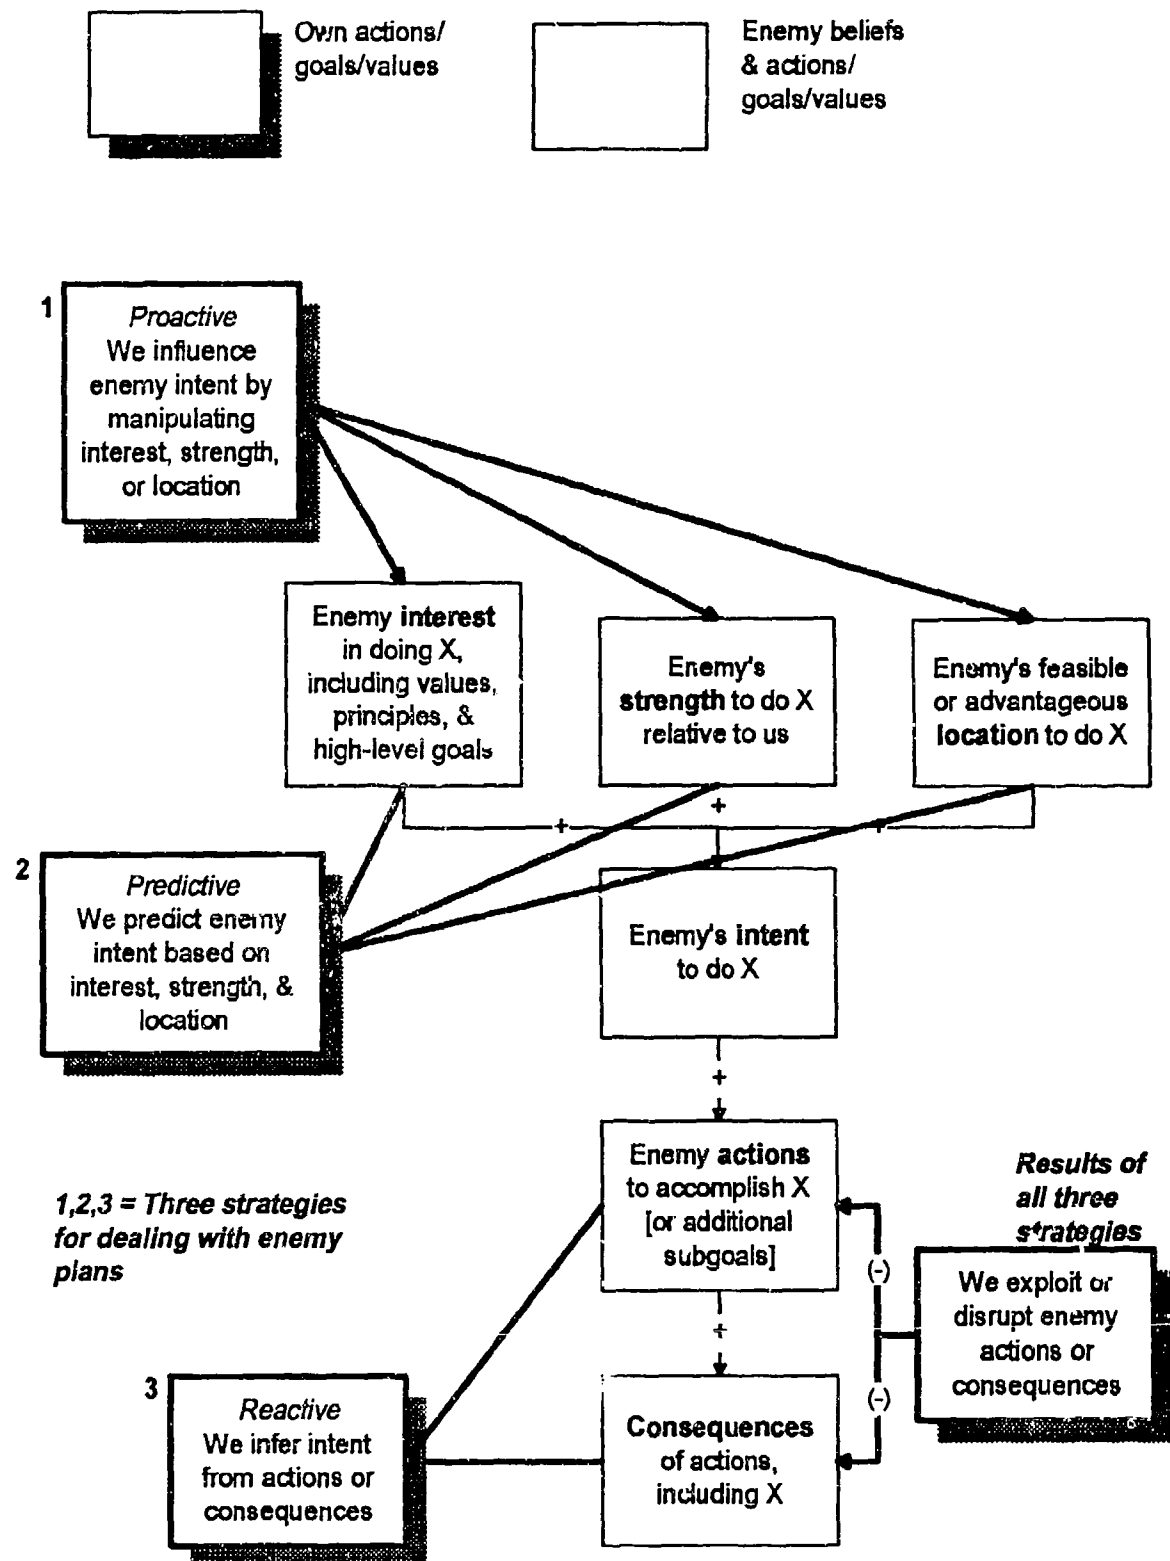 Own actions/
goals/values
Enemy beliefs
& actions/
goals/values
1
Proactive
We influence
enemy intent by
manipulating
interest, strength,
or location
Enemy interest
in doing X,
including values,
principles, &
high-level goals
Enemy's
strength to do X
relative to us
Enemy's feasible
or advantageous
location to do X
+
+
+
2
Predictive
We predict enemy
intent based on
interest, strength, &
location
Enemy's intent
to do X
+
Enemy actions
to accomplish X
[or additional
subgoals]
Results of
all three
strategies
1,2,3 = Three strategies
for dealing with enemy
plans
(-)
We exploit or
disrupt enemy
actions or
consequences
+
(-)
3
Reactive
We infer intent
from actions or
consequences
Consequences
of actions,
including X